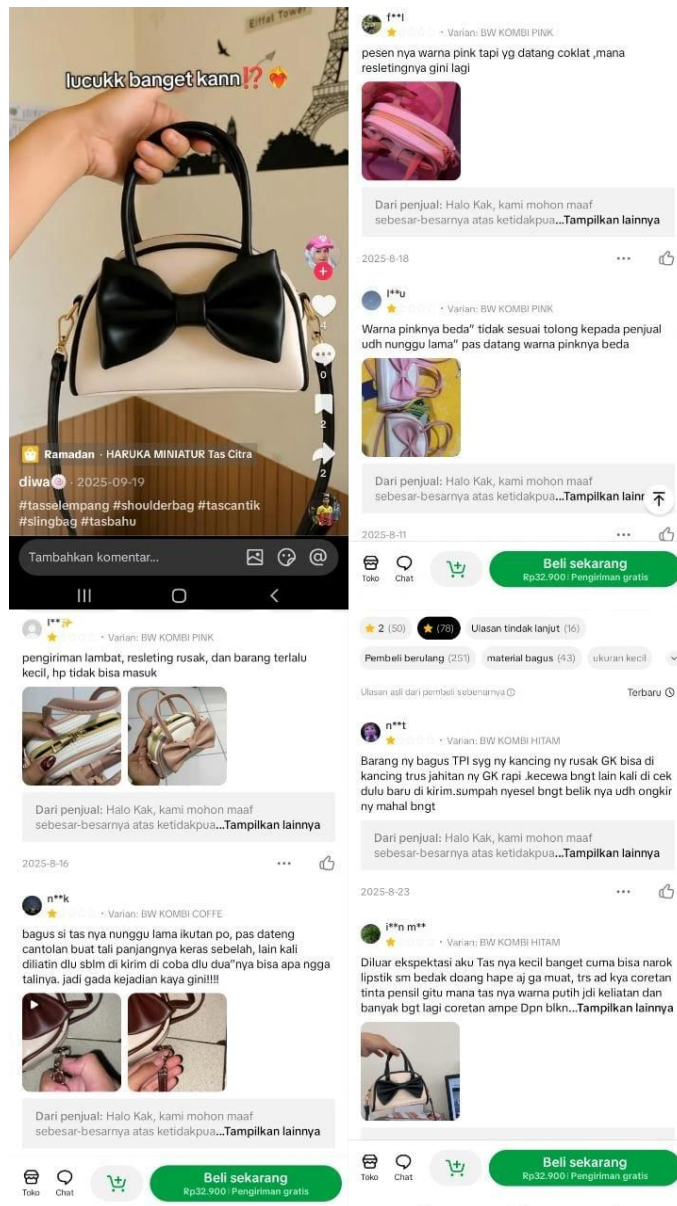 Eiffel Tower
lucukk banget kann⁉️❤️‍🔥
4
0
2
2
Ramadan · HARUKA MINIATUR Tas Citra
diwa🍥 · 2025-09-19
#tasselempang #shoulderbag #tascantik
#slingbag #tasbahu
Tambahkan komentar...
f**l
• Varian: BW KOMBI PINK
pesen nya warna pink tapi yg datang coklat ,mana
resletingnya gini lagi
Dari penjual: Halo Kak, kami mohon maaf
sebesar-besarnya atas ketidakpua...Tampilkan lainnya
2025-8-18
l**u
• Varian: BW KOMBI PINK
Warna pinknya beda” tidak sesuai tolong kepada penjual
udh nunggu lama” pas datang warna pinknya beda
Dari penjual: Halo Kak, kami mohon maaf
sebesar-besarnya atas ketidakpua...Tampilkan lainn
2025-8-11
Toko
Chat
Beli sekarang
Rp32.900 | Pengiriman gratis
l**✨
• Varian: BW KOMBI PINK
pengiriman lambat, resleting rusak, dan barang terlalu
kecil, hp tidak bisa masuk
Dari penjual: Halo Kak, kami mohon maaf
sebesar-besarnya atas ketidakpua...Tampilkan lainnya
2025-8-16
n**k
• Varian: BW KOMBI COFFE
bagus si tas nya nunggu lama ikutan po, pas dateng
cantolan buat tali panjangnya keras sebelah, lain kali
diliatin dlu sblm di kirim di coba dlu dua”nya bisa apa ngga
talinya. jadi gada kejadian kaya gini!!!!
Dari penjual: Halo Kak, kami mohon maaf
sebesar-besarnya atas ketidakpua...Tampilkan lainnya
Toko
Chat
Beli sekarang
Rp32.900 | Pengiriman gratis
★ 2 (50) ★ (78) Ulasan tindak lanjut (16)
Pembeli berulang (251) material bagus (43) ukuran kecil
Ulasan asli dari pembeli sebenarnya
Terbaru
n**t
• Varian: BW KOMBI HITAM
Barang ny bagus TPI syg ny kancing ny rusak GK bisa di
kancing trus jahitan ny GK rapi .kecewa bngt lain kali di cek
dulu baru di kirim.sumpah nyesel bngt belik nya udh ongkir
ny mahal bngt
Dari penjual: Halo Kak, kami mohon maaf
sebesar-besarnya atas ketidakpua...Tampilkan lainnya
2025-8-23
i**n m**
• Varian: BW KOMBI HITAM
Diluar ekspektasi aku Tas nya kecil banget cuma bisa narok
lipstik sm bedak doang hape aj ga muat, trs ad kya coretan
tinta pensil gitu mana tas nya warna putih jdi keliatan dan
banyak bgt lagi coretan ampe Dpn blkn...Tampilkan lainnya
Toko
Chat
Beli sekarang
Rp32.900 | Pengiriman gratis